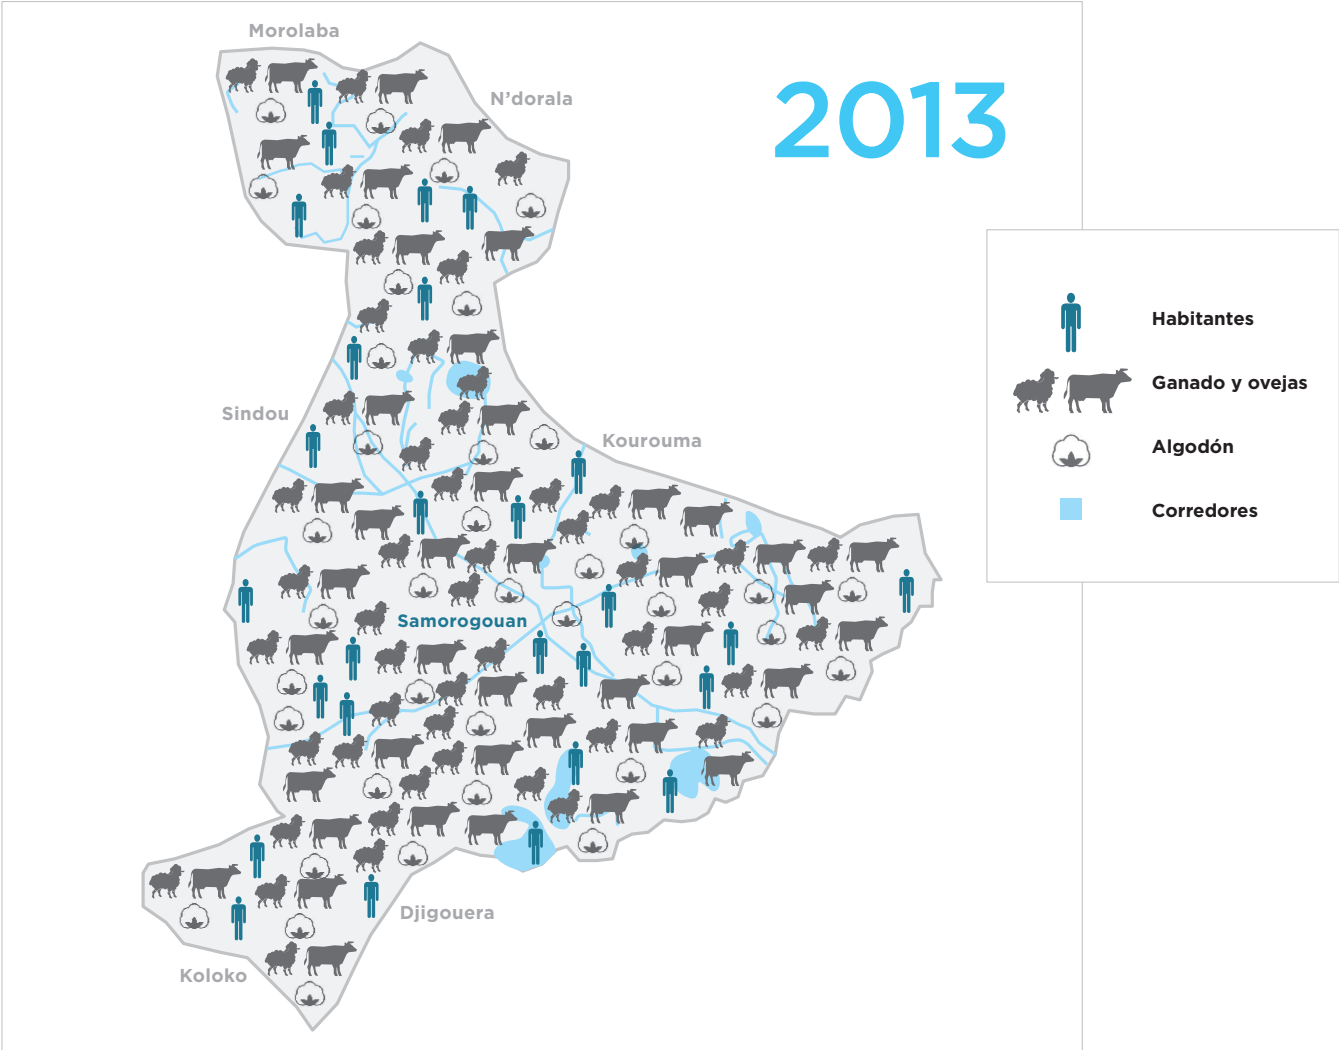 Morolaba
2013
N'dorala
Habitantes
Ganado y ovejas
Sindou
Kourouma
Algodón
Corredores
Samorogouan
Djigouera
Koloko